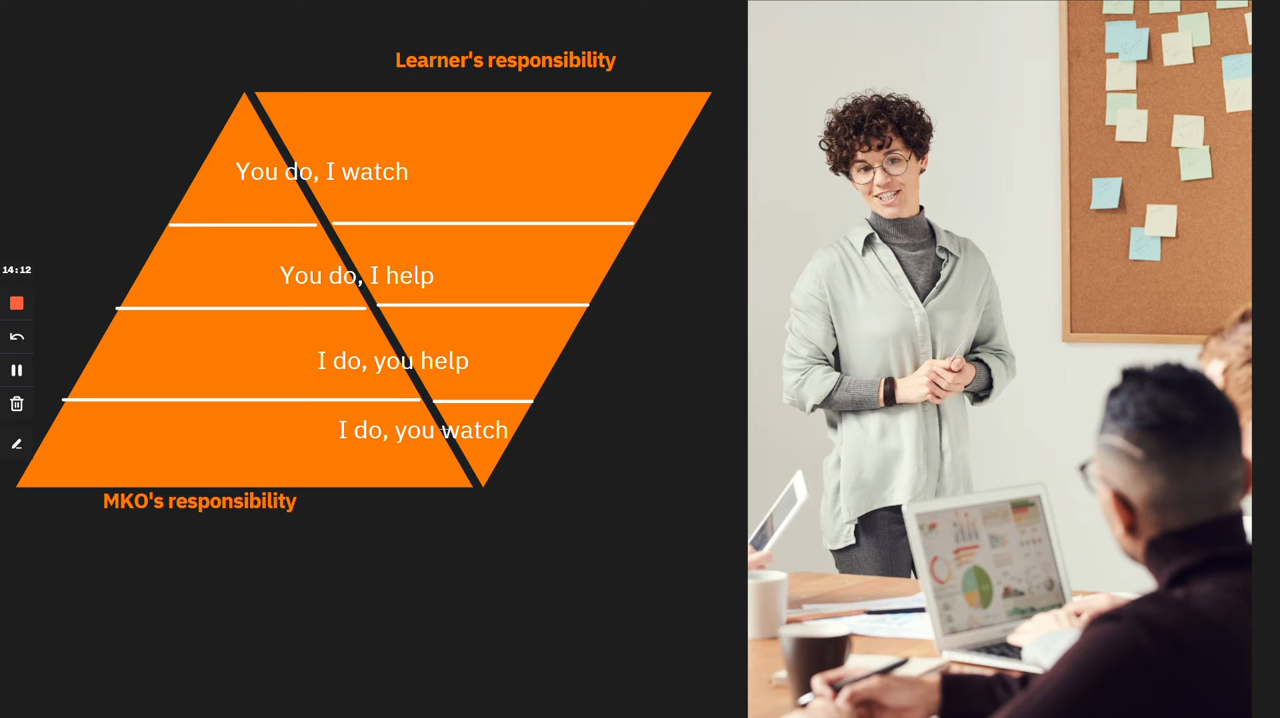 Learner's responsibility
You do, I watch
You do, I help
14:12
I do, you help
I do, you watch
MKO's responsibility